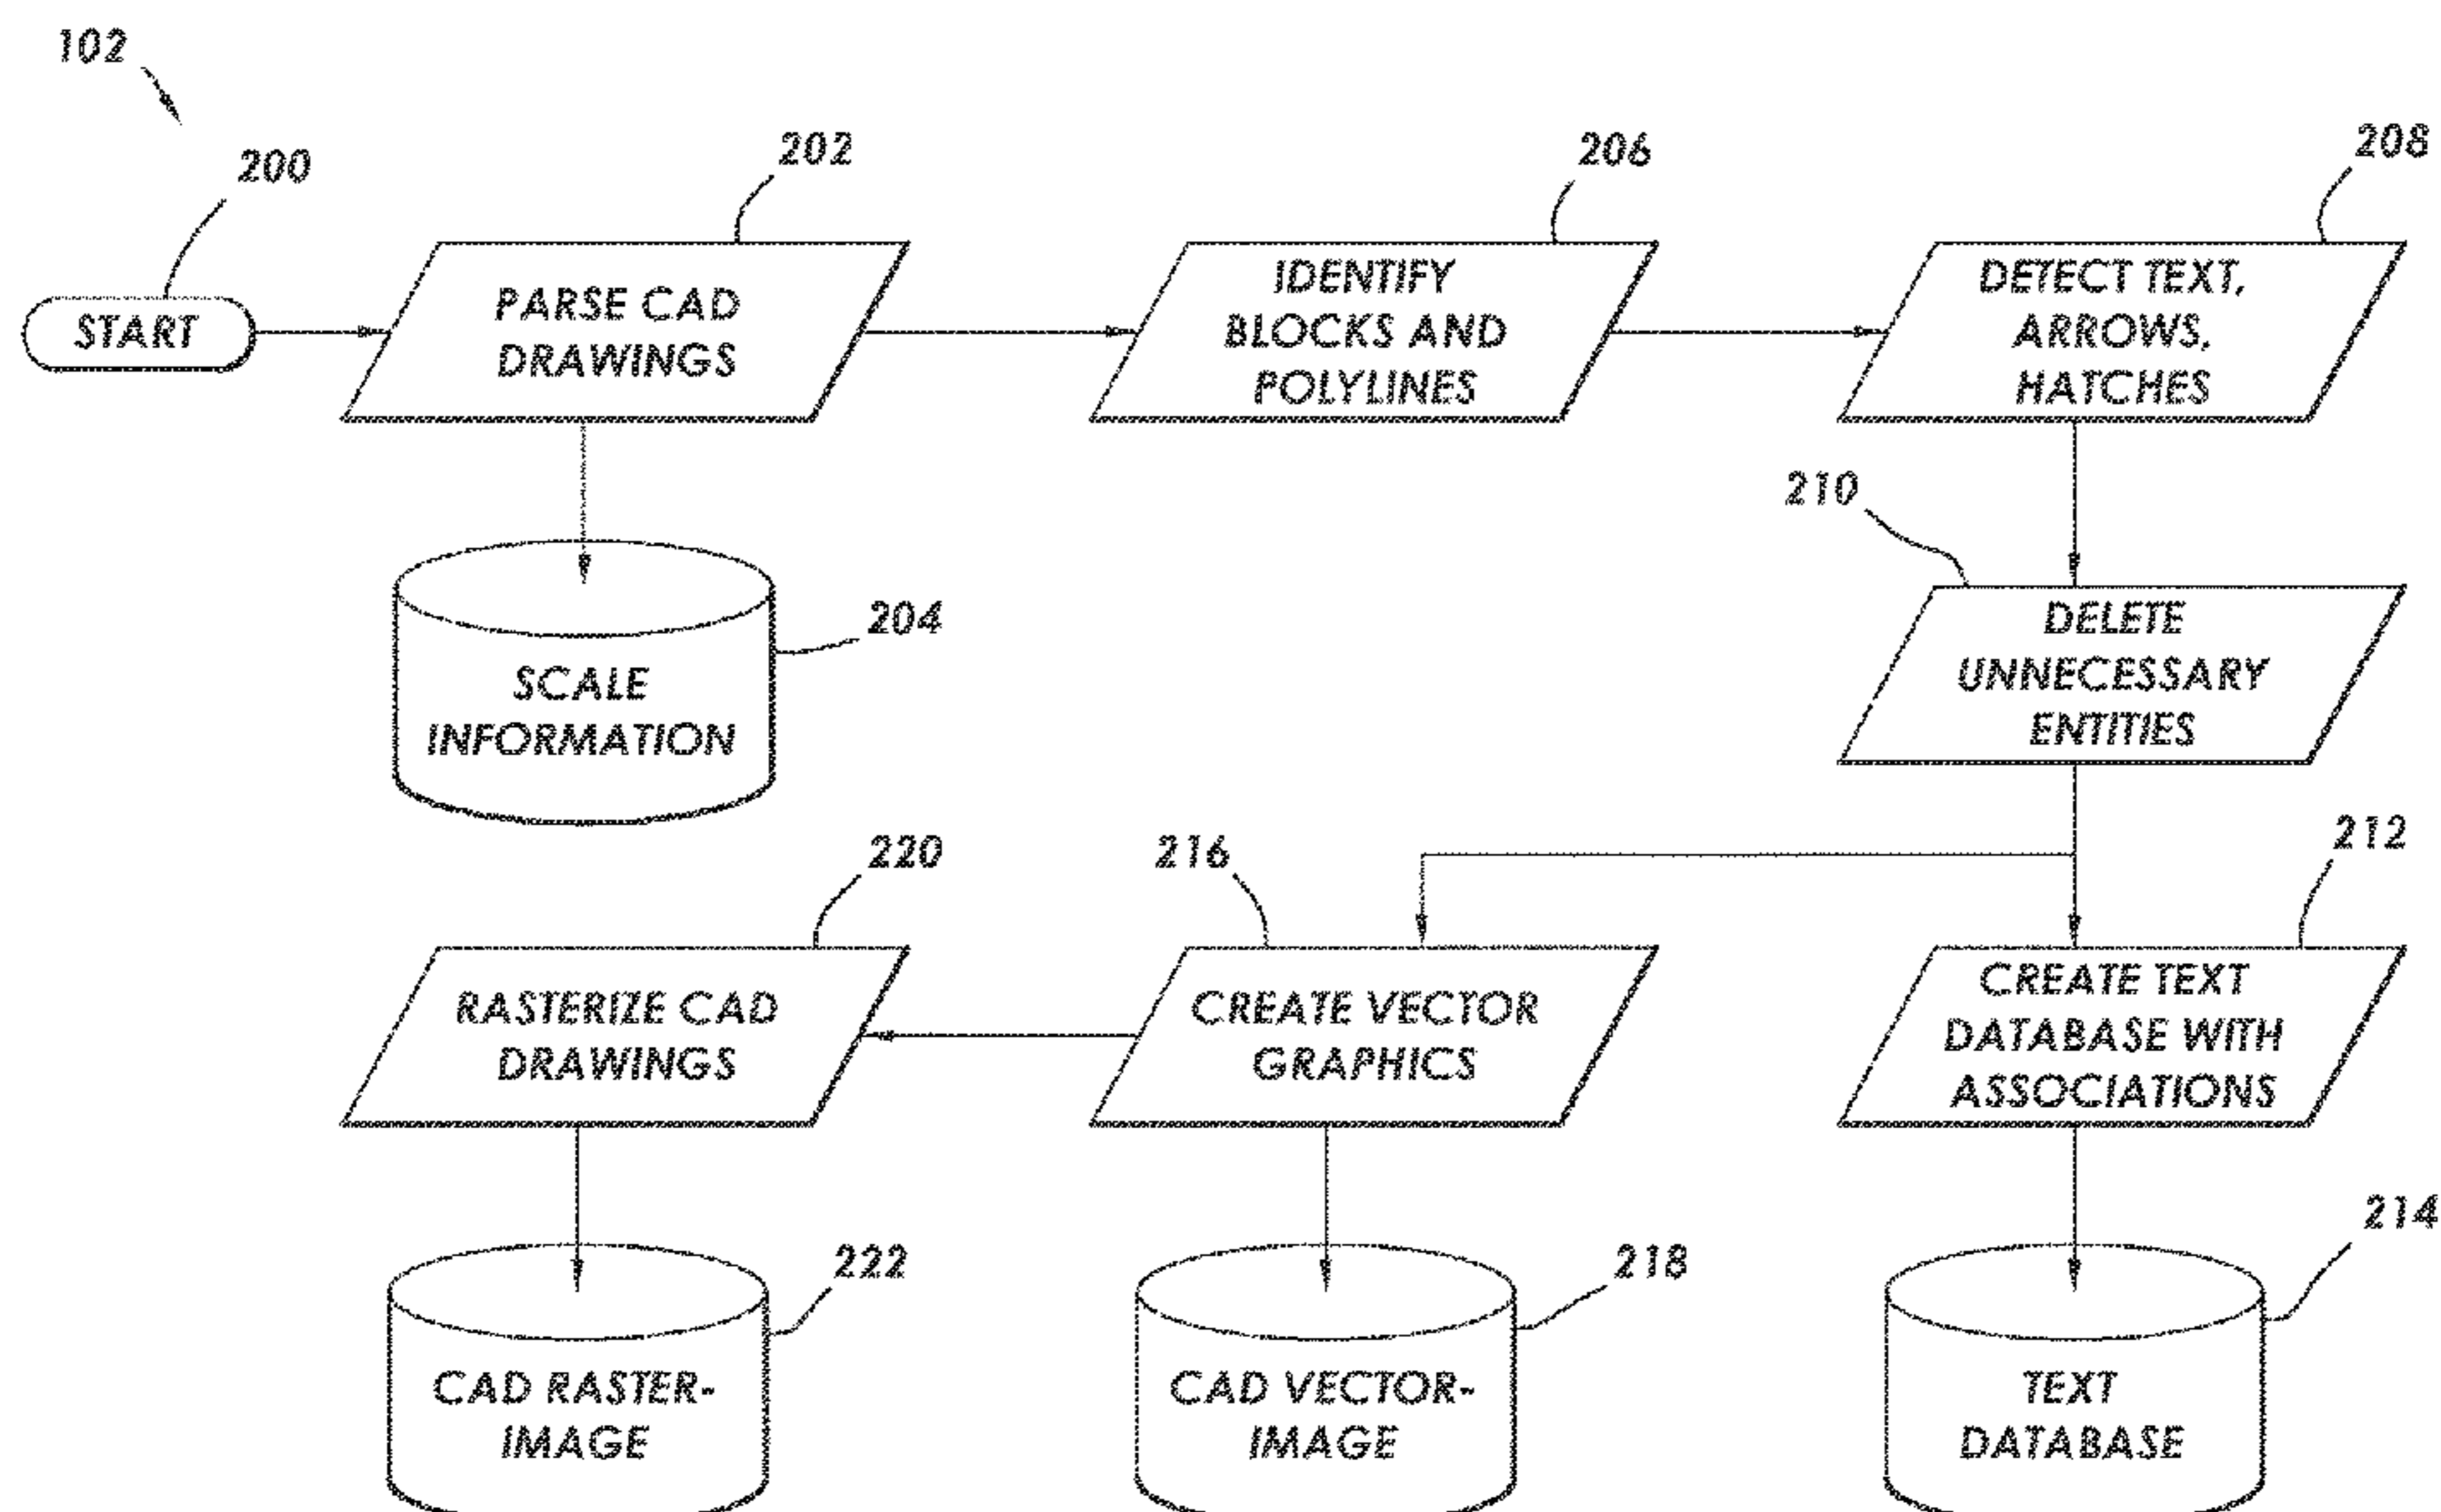 102
200
202
206
208
START
PARSE CAD
DRAWINGS
IDENTIFY
BLOCKS AND
POLYLINES
DETECT TEXT,
ARROWS,
HATCHES
210
204
SCALE
INFORMATION
DELETE
UNNECESSARY
ENTITIES
220
216
212
RASTERIZE CAD
DRAWINGS
CREATE VECTOR
GRAPHICS
CREATE TEXT
DATABASE WITH
ASSOCIATIONS
222
218
214
CAD RASTER-
IMAGE
CAD VECTOR-
IMAGE
TEXT
DATABASE